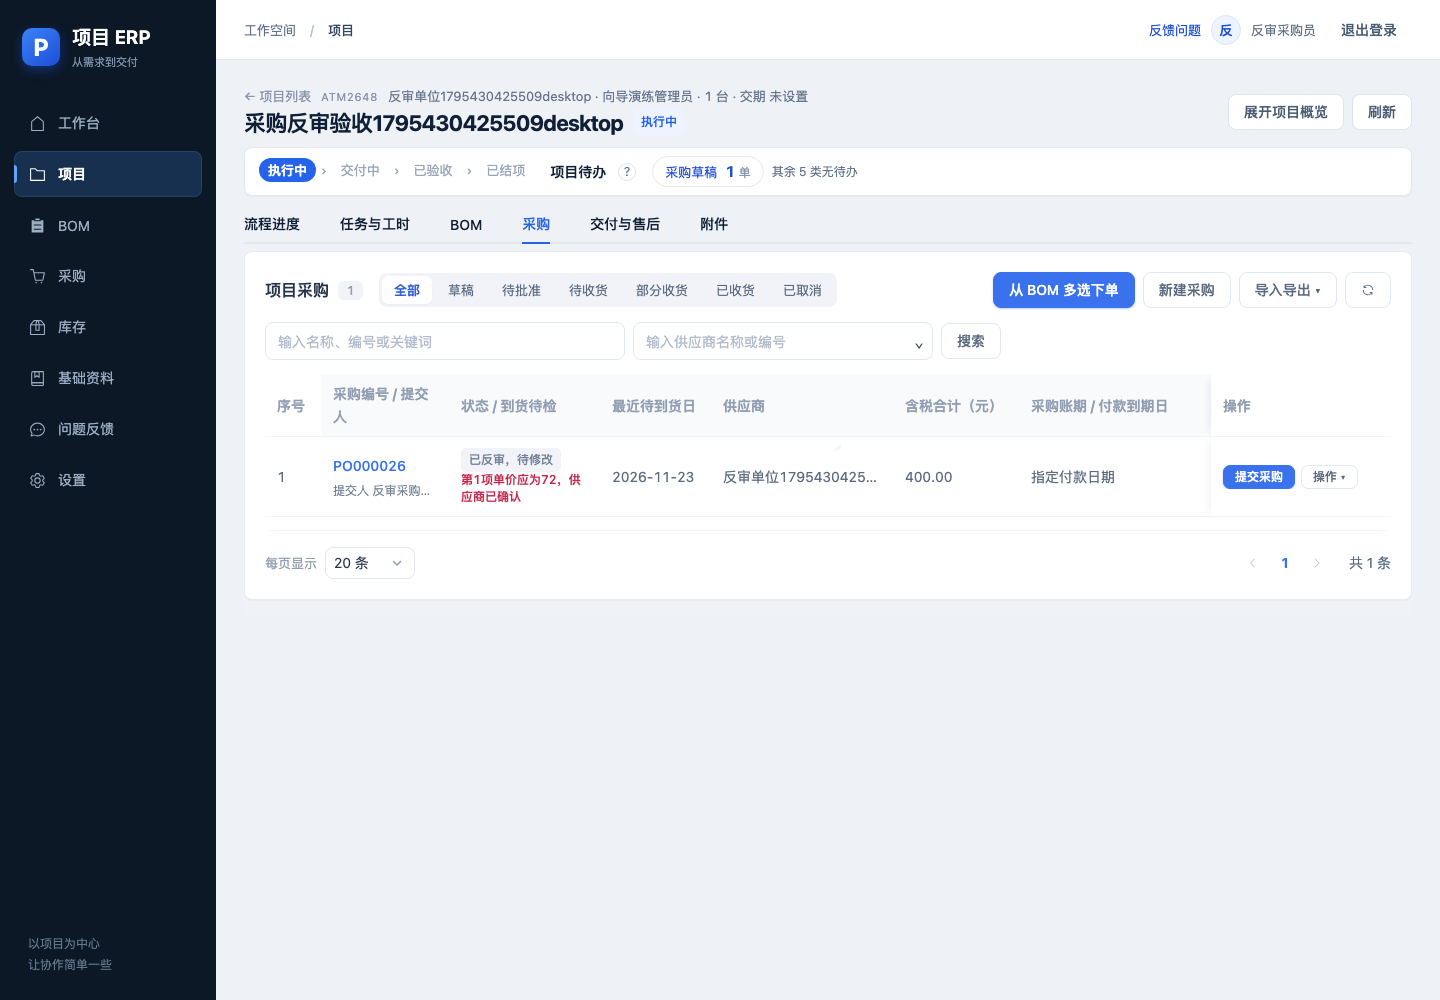 P
项目 ERP
从需求到交付
工作台
项目
BOM
采购
库存
基础资料
问题反馈
设置
以项目为中心
让协作简单一些
工作空间 / 项目
反馈问题 反 反审采购员 退出登录
← 项目列表 ATM2648 反审单位1795430425509desktop · 向导演练管理员 · 1 台 · 交期 未设置
采购反审验收1795430425509desktop 执行中
展开项目概览 刷新
执行中 › 交付中 › 已验收 › 已结项 项目待办 ? 采购草稿 1 单 其余 5 类无待办
流程进度 任务与工时 BOM 采购 交付与售后 附件
项目采购 1 全部 草稿 待批准 待收货 部分收货 已收货 已取消 从 BOM 多选下单 新建采购 导入导出 ▾
输入名称、编号或关键词 输入供应商名称或编号 搜索
序号 采购编号 / 提交人 状态 / 到货待检 最近待到货日 供应商 含税合计（元） 采购账期 / 付款到期日 操作
1 PO000026 已反审，待修改 2026-11-23 反审单位1795430425... 400.00 指定付款日期 提交采购 操作 ▾
提交人 反审采购... 第1项单价应为72，供
应商已确认
每页显示 20 条 1 共 1 条